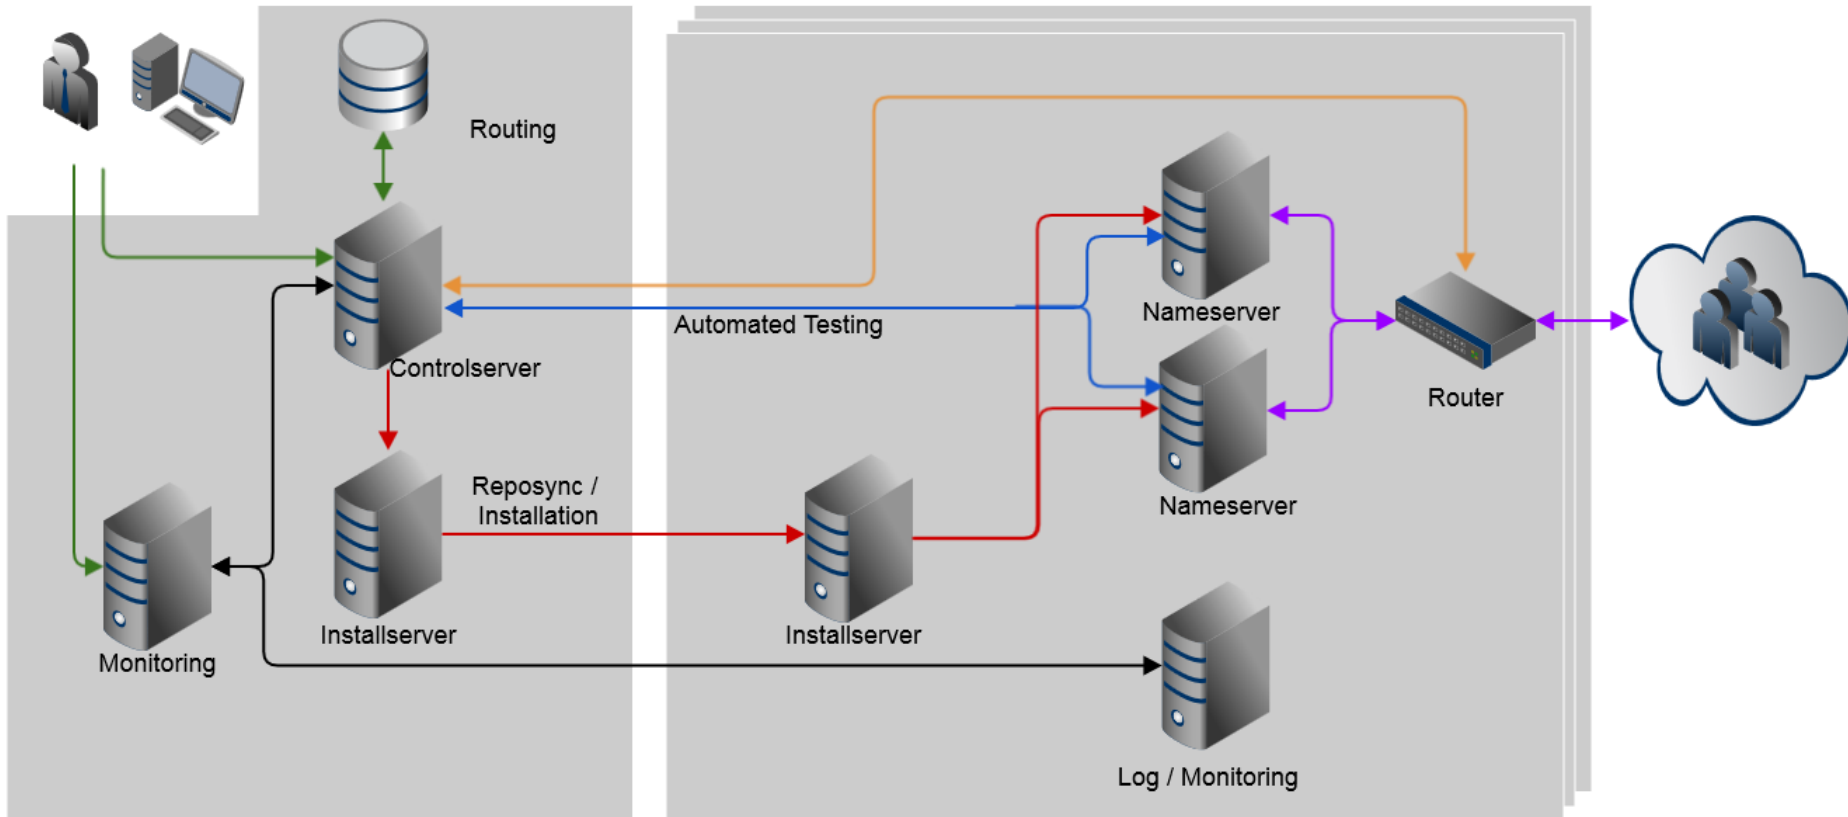 Routing
Automated Testing
Nameserver
Controlserver
Router
Reposync /
Installation
Nameserver
Installserver
Installserver
Monitoring
Log / Monitoring